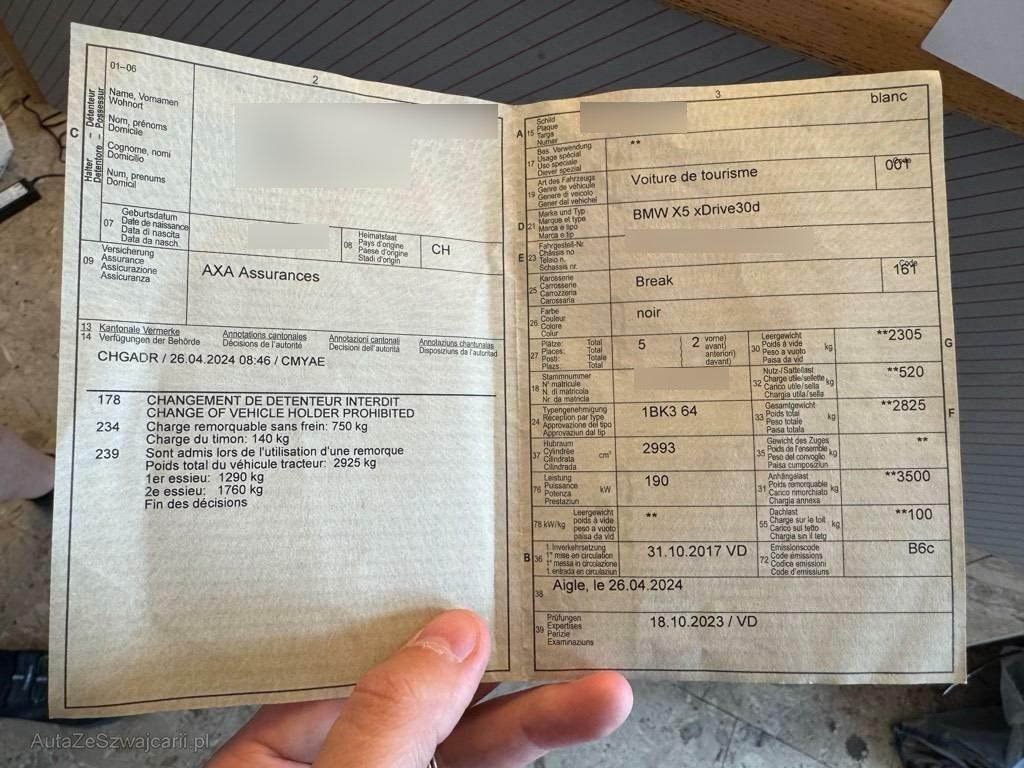 2
01–06
C
Halter – Détenteur
Detentore – Possessur
Name, Vornamen
Wohnort
Nom, prénoms
Domicile
Cognome, nomi
Domicilio
Num, prenums
Domicil
07
Geburtsdatum
Date de naissance
Data di nascita
Data da nasch.
08
Heimatstaat
Pays d'origine
Paese d'origine
Stadi d'origin
CH
09
Versicherung
Assurance
Assicurazione
Assicuranza
AXA Assurances
13
14
Kantonale Vermerke
Verfügungen der Behörde
Annotations cantonales
Décisions de l'autorité
Annotazioni cantonali
Decisioni dell'autorità
Annotaziuns chantunalas
Disposiziuns da l'autoritad
CHGADR / 26.04.2024 08:46 / CMYAE
178 CHANGEMENT DE DETENTEUR INTERDIT
CHANGE OF VEHICLE HOLDER PROHIBITED
234 Charge remorquable sans frein: 750 kg
Charge du timon: 140 kg
239 Sont admis lors de l'utilisation d'une remorque
Poids total du véhicule tracteur: 2925 kg
1er essieu: 1290 kg
2e essieu: 1760 kg
Fin des décisions
3
A 15
Schild
Plaque
Targa
Numer
blanc
17
Bes. Verwendung
Usage spécial
Uso speciale
Diever spezial
**
19
Art des Fahrzeugs
Genre de véhicule
Genere di veicolo
Gener dal vehichel
Voiture de tourisme
Code
001
D 21
Marke und Typ
Marque et type
Marca e tipo
Marca e tip
BMW X5 xDrive30d
E 23
Fahrgestell-Nr.
Châssis no
Telaio n.
Schassis nr.
25
Karosserie
Carrosserie
Carrozzeria
Carossaria
Break
Code
161
26
Farbe
Couleur
Colore
Colur
noir
27
Plätze: Total
Places: Total
Posti: Totale
Plazs: Total
5
2
vorne)
avant)
anteriori)
davant)
30
Leergewicht
Poids à vide
Peso a vuoto
Paisa da vid
kg
**2305
G
18
Stammnummer
N° matricule
N. di matricola
Nr. da matricla
32
Nutz-/Sattellast
Charge utile/sellette
Carico utile/sella
Chargia utila/sella
kg
**520
24
Typengenehmigung
Réception par type
Approvazione del tipo
Approvaziun dal tip
1BK3 64
33
Gesamtgewicht
Poids total
Peso totale
Paisa totala
kg
**2825
F
37
Hubraum
Cylindrée
Cilindrata
Cilindrada
cm³
2993
35
Gewicht des Zuges
Poids de l'ensemble
Peso del convoglio
Paisa cumposiziun
kg
**
76
Leistung
Puissance
Potenza
Prestaziun
kW
190
31
Anhängelast
Poids remorquable
Carico rimorchiato
Chargia annexa
kg
**3500
78 kW/kg
Leergewicht
poids à vide
peso a vuoto
paisa da vid
**
55
Dachlast
Charge sur le toit
Carico sul tetto
Chargia sin il tetg
kg
**100
B 36
1. Inverkehrsetzung
1re mise en circulation
1a messa in circolazione
1. entrada en circulaziun
31.10.2017 VD
72
Emissionscode
Code émissions
Codice emissioni
Code d'emissiuns
B6c
38
Aigle, le 26.04.2024
39
Prüfungen
Expertises
Perizie
Examinaziuns
18.10.2023 / VD
AutaZeSzwajcarii.pl